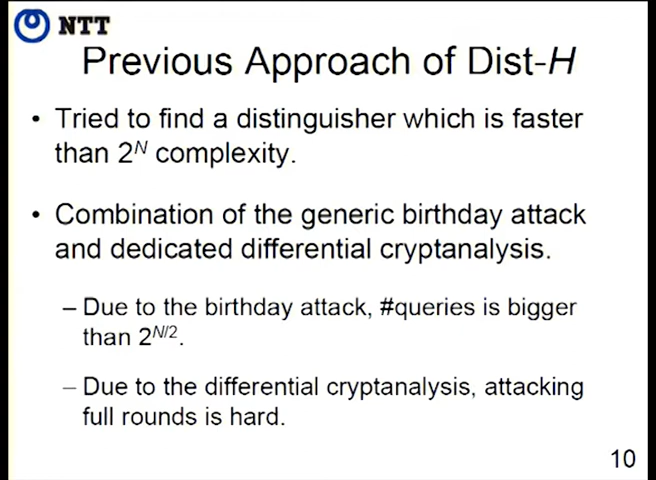 NTT
Previous Approach of Dist-H
• Tried to find a distinguisher which is faster
than 2^N complexity.
• Combination of the generic birthday attack
and dedicated differential cryptanalysis.
– Due to the birthday attack, #queries is bigger
than 2^N/2.
– Due to the differential cryptanalysis, attacking
full rounds is hard.
10